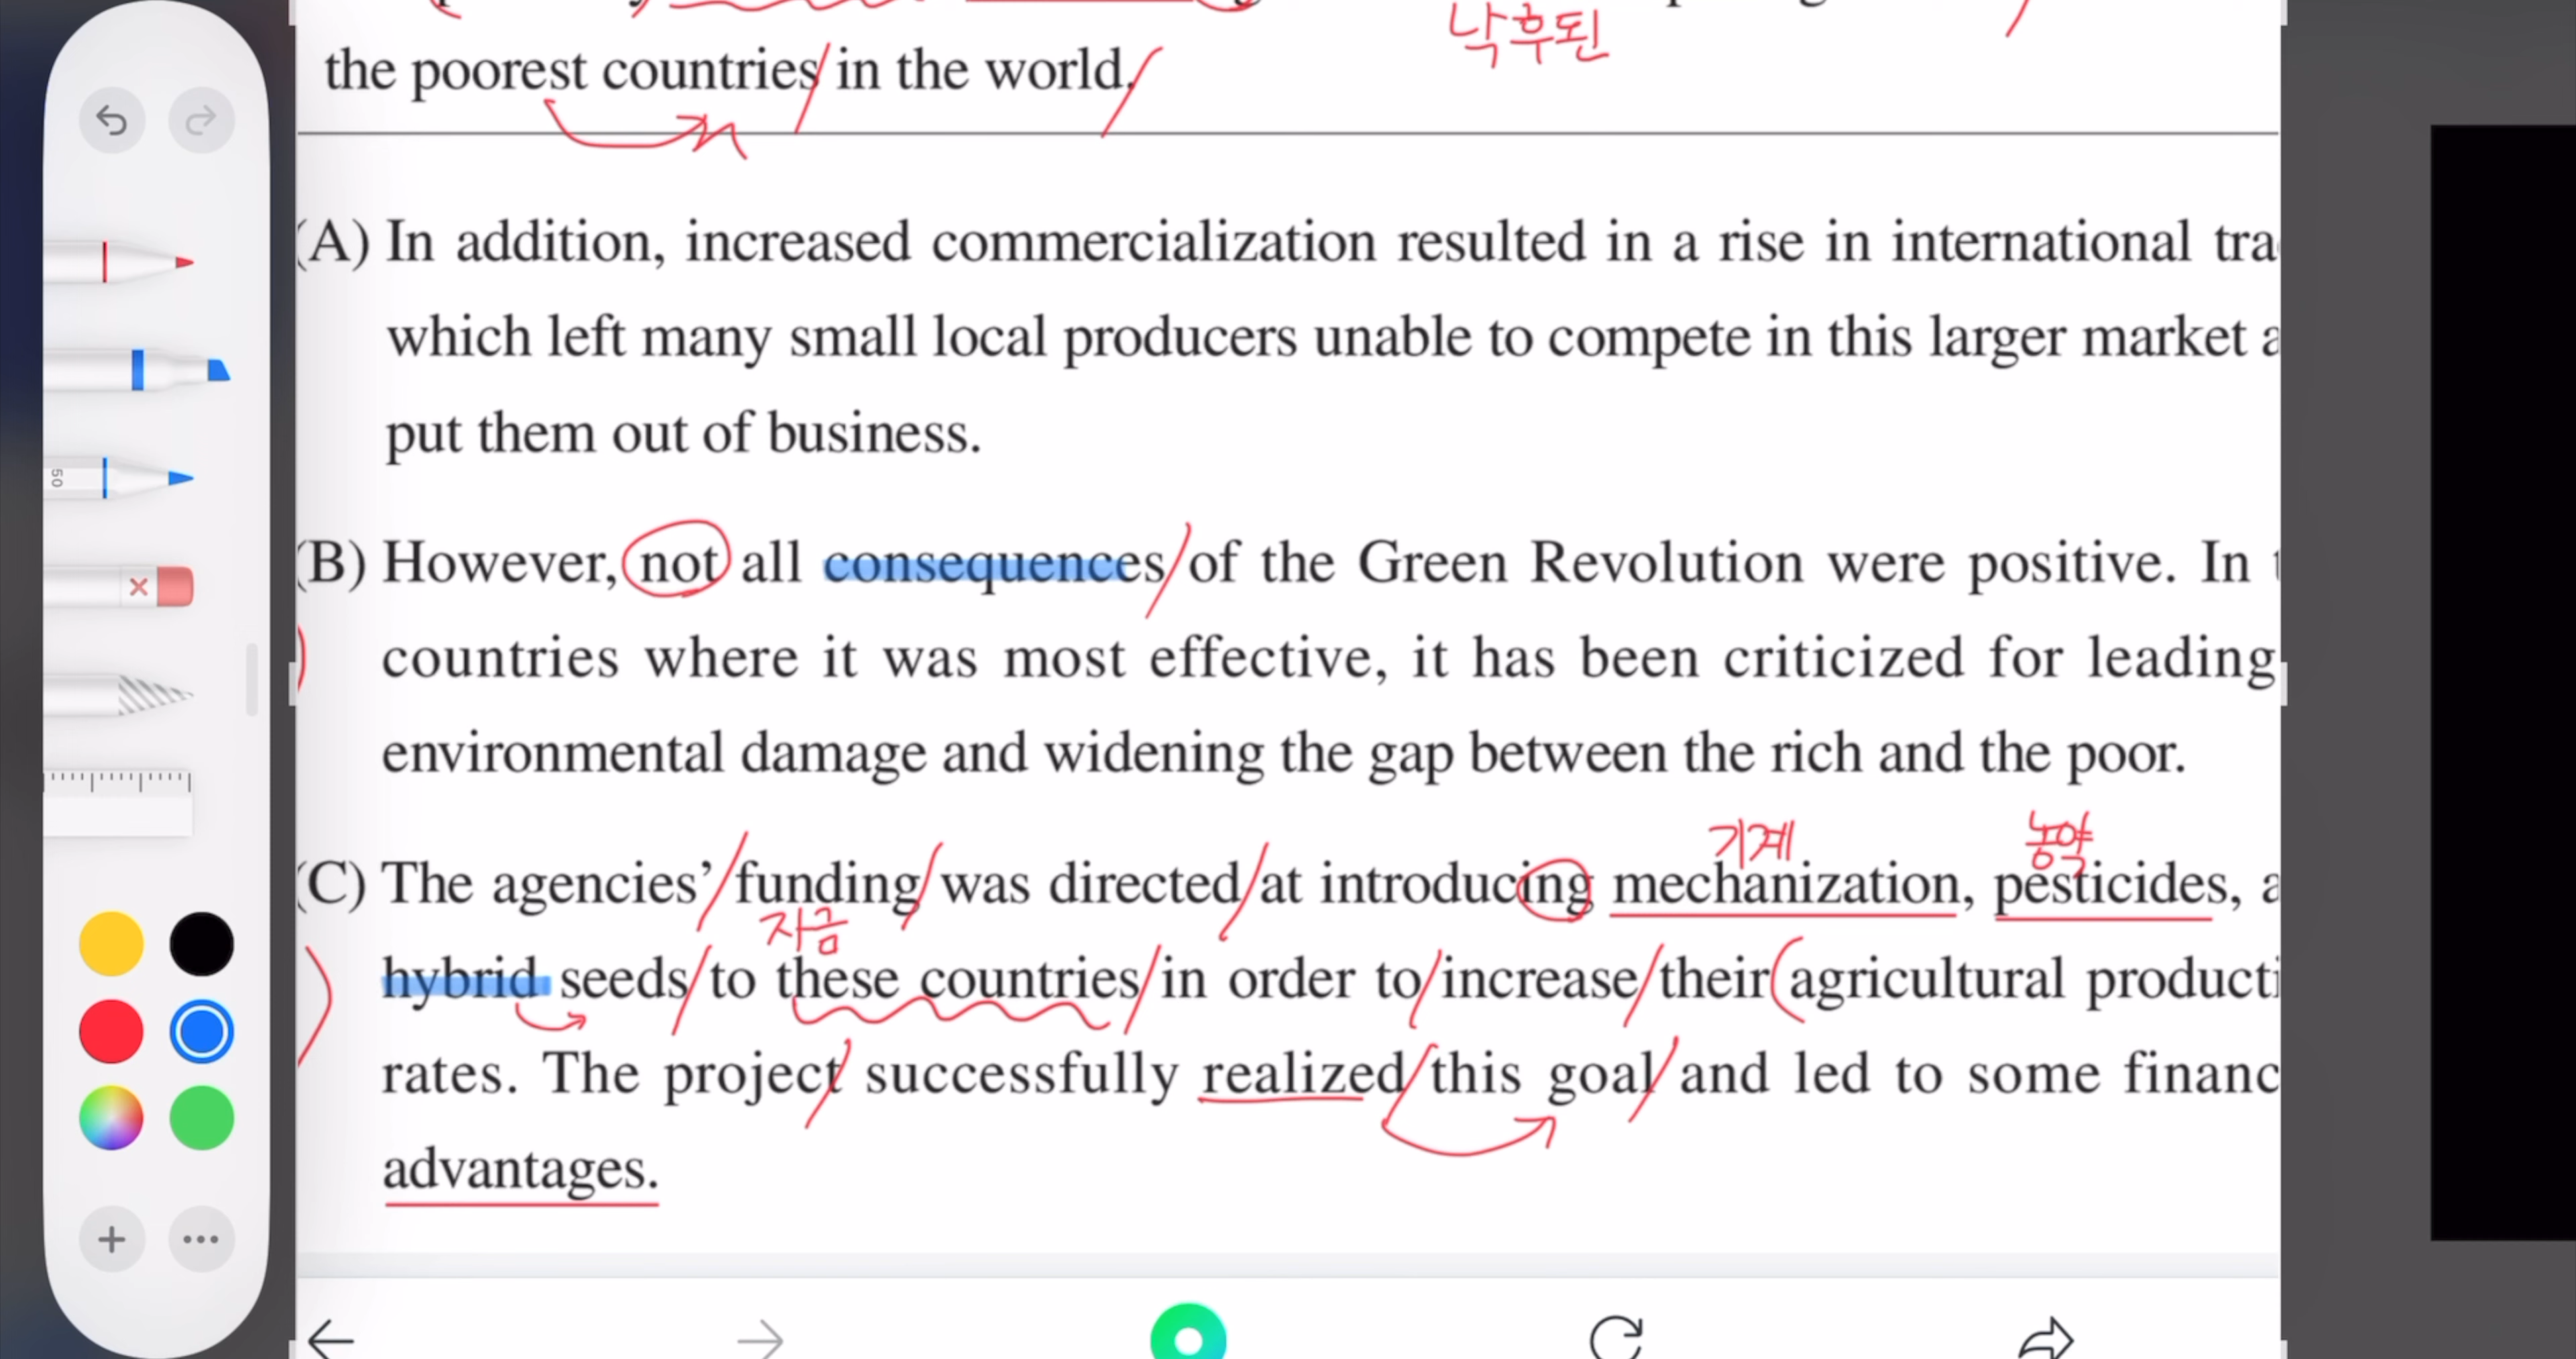 낙후된
the poorest countries in the world.
(A) In addition, increased commercialization resulted in a rise in international
which left many small local producers unable to compete in this larger market
put them out of business.
(B) However, not all consequences of the Green Revolution were positive. In
countries where it was most effective, it has been criticized for leading
environmental damage and widening the gap between the rich and the poor.
기계 농약
(C) The agencies’ funding was directed at introducing mechanization, pesticides,
자금
hybrid seeds to these countries in order to increase their agricultural
rates. The project successfully realized this goal and led to some
advantages.
50